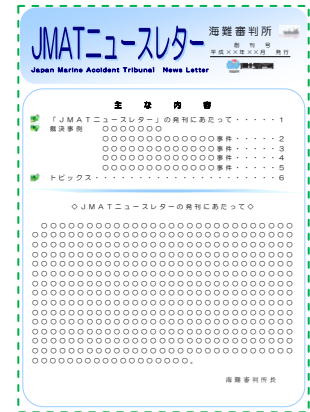 JMATニュースレター
海難審判所
創刊号
平成××年××月 発行
Japan Marine Accident Tribunal News Letter
主な内容
「JMATニュースレター」の発刊にあたって・・・・・1
裁決事例 ○○○○○○○
○○○○○○○○○○○○○事件・・・・・2
○○○○○○○○○○○○○事件・・・・・3
○○○○○○○○○○○○○事件・・・・・4
○○○○○○○○○○○○○事件・・・・・5
トピックス・・・・・・・・・・・・・・・・・・・・・6
◇JMATニュースレターの発刊にあたって◇
○○○○○○○○○○○○○○○○○○○○○○○○○○○○
○○○○○○○○○○○○○○○○○○○○○○○○○○○○○
○○○○○○○○○○○○○○○○○○○○○○○○○○○○○
○○○○○○○○○○○○○○○○○○○○○○○○○○○○○
○○○○○○○○○○○○○○○○○○○○○○○○○○○○○
○○○○○○○○○○○○○○○○○○○○○○○○○○○○○
○○○○○○○○○○○○○○○○○○○○○○○○○○○○○
○○○○○○○○○○○○○○○○○○○○○○○○○○○○○
○○○○○○○○○○○○○○○○○○○○○○○○○○○○○
○○○○○○○○○○○○○○○○○○○○○○○○○○○○○
○○○○○○○○○○○○○○○○○○○○○○○○○○○○○
○○○○○○○○○○○○○○○○○○○○○○○○○○○○○
○○○○○○○○○○○○○○○○○○○○○○○○○○○○○
○○○○○○○○○○○○○○○○○○○○○○○○○○○○○
○○○○○○○○○○○○○○○○○○。
海難審判所長